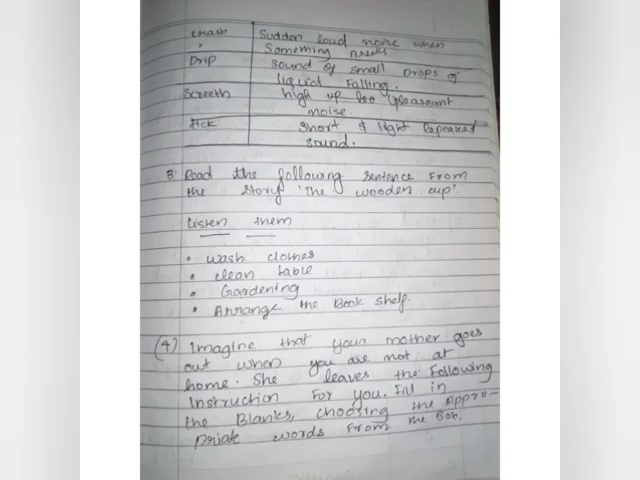 crash Sudden loud noise when
Something Breaks
Drip sound of small Drops of
liquid Falling.
Screeth high up loo upleasant
noise.
Tick Short & light Repeated
sound.
3. Read the following sentence From
the story 'The wooden cup'.
Listen them
• wash clothes
• clean table
• Gardening
• Arrange the Book shelf.
(4) Imagine that your mother goes
out when you are not at
home. She leaves the Following
Instruction For you. Fill in
the Blanks, choosing the Appro-
priate words From the Box.